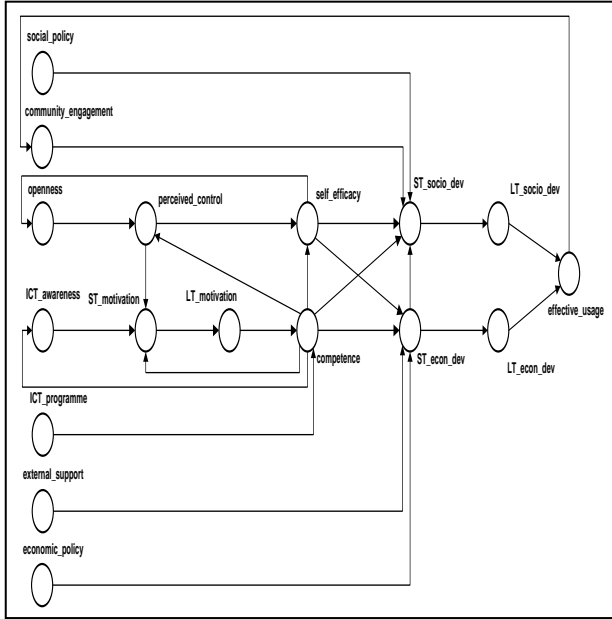 social_policy
community_engagement
openness
perceived_control
self_efficacy
ST_socio_dev
LT_socio_dev
ICT_awareness
ST_motivation
LT_motivation
competence
ST_econ_dev
LT_econ_dev
effective_usage
ICT_programme
external_support
economic_policy